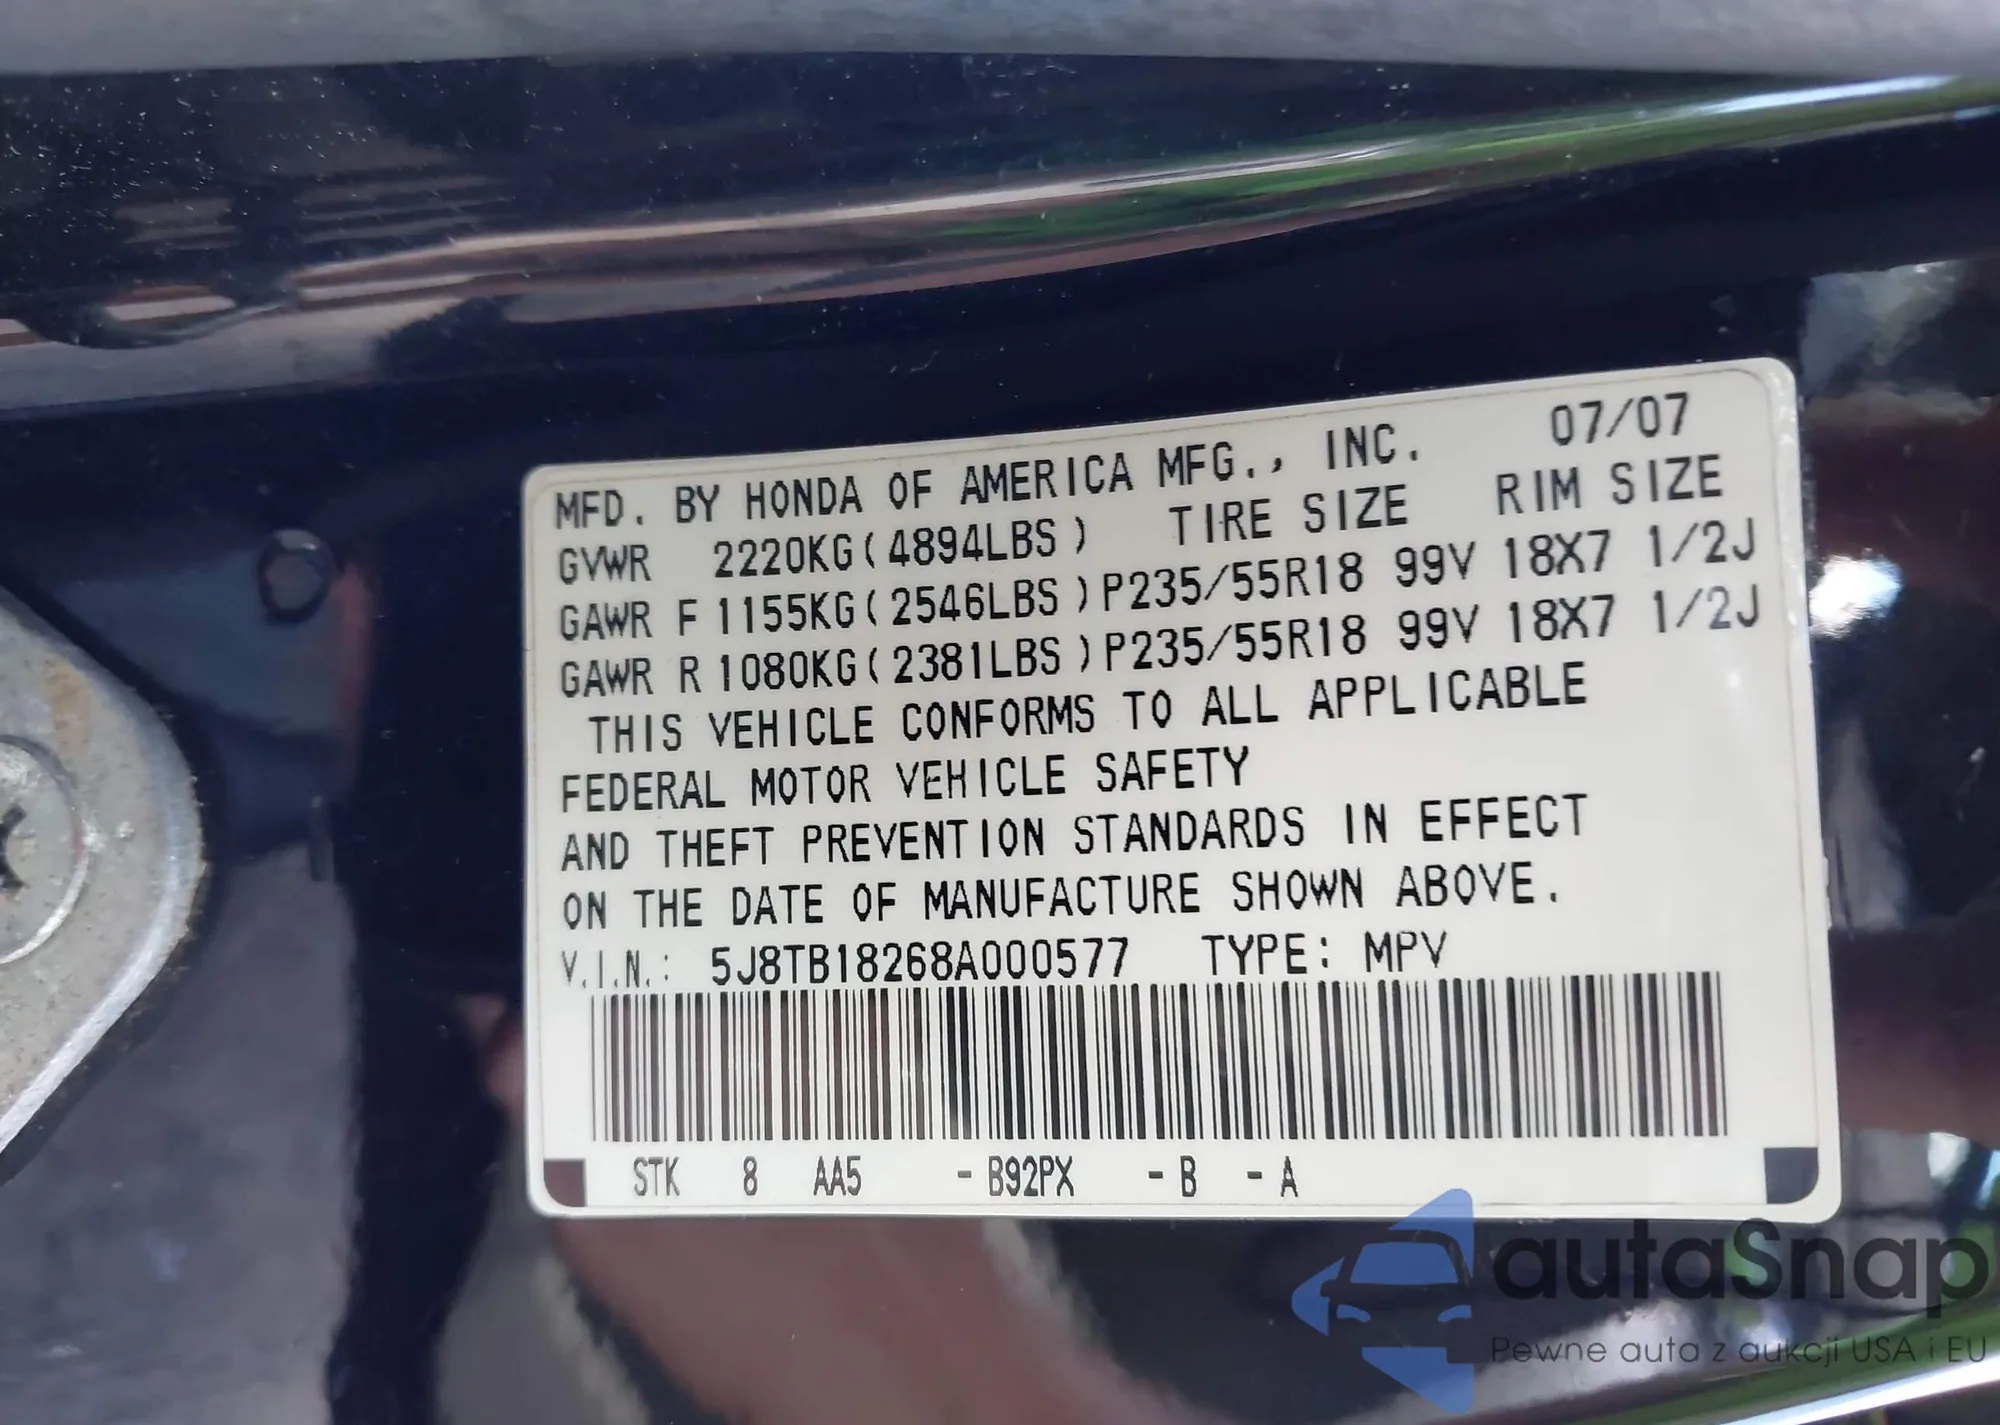 MFD. BY HONDA OF AMERICA MFG., INC. 07/07
GVWR 2220KG(4894LBS) TIRE SIZE RIM SIZE
GAWR F 1155KG(2546LBS)P235/55R18 99V 18X7 1/2J
GAWR R 1080KG(2381LBS)P235/55R18 99V 18X7 1/2J
THIS VEHICLE CONFORMS TO ALL APPLICABLE
FEDERAL MOTOR VEHICLE SAFETY
AND THEFT PREVENTION STANDARDS IN EFFECT
ON THE DATE OF MANUFACTURE SHOWN ABOVE.
V.I.N.: 5J8TB18268A000577 TYPE: MPV
STK 8 AA5 -B92PX -B -A
autaSnap
Pewne auta z aukcji USA i EU